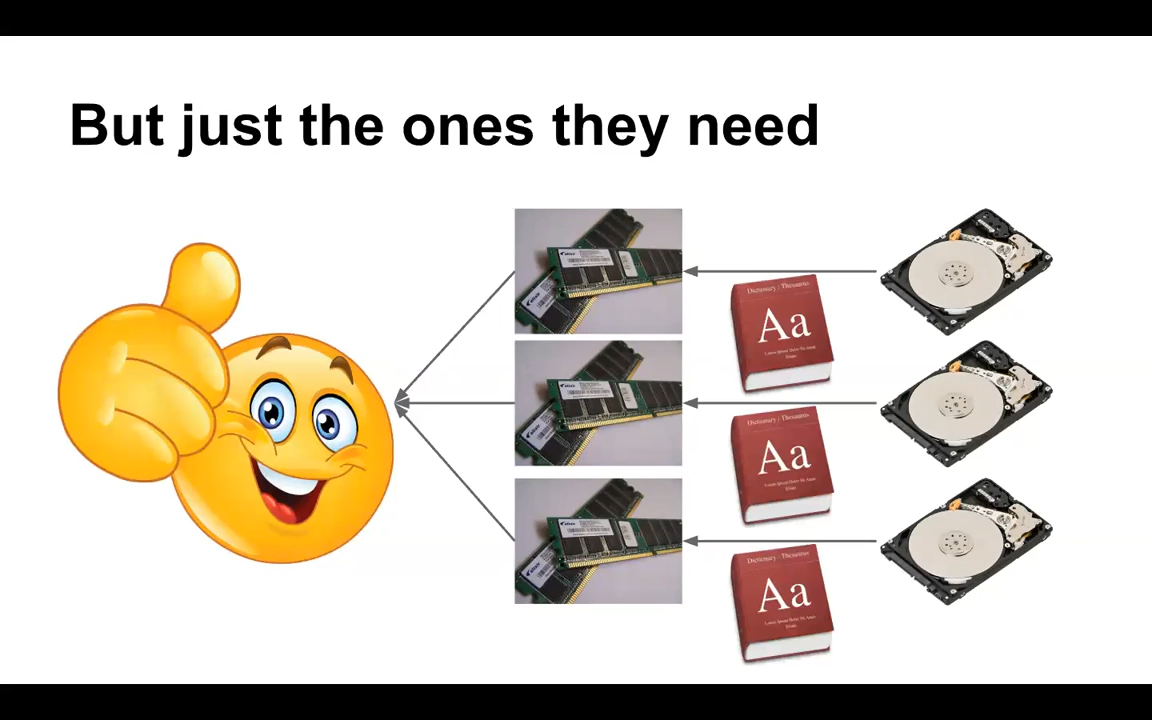 But just the ones they need
Dictionary | Thesaurus
Aa
Dictionary | Thesaurus
Aa
Dictionary | Thesaurus
Aa